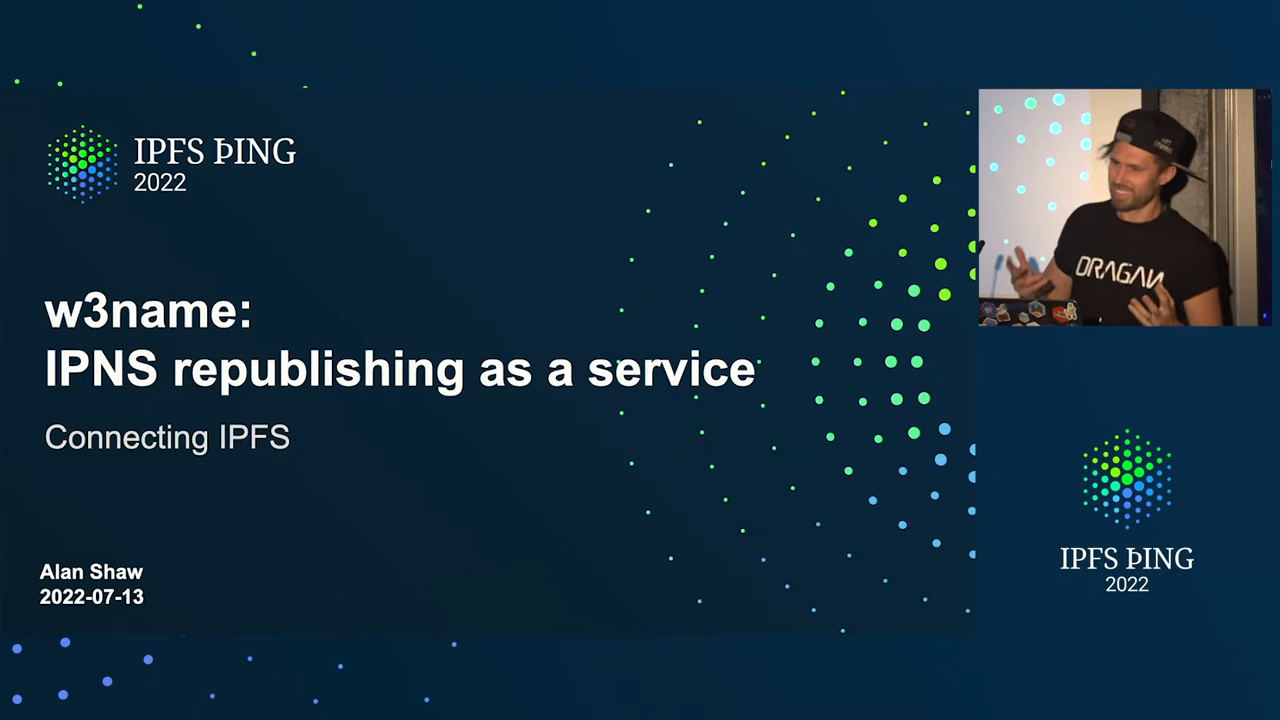 IPFS ÞING
2022
w3name:
IPNS republishing as a service
Connecting IPFS
Alan Shaw
2022-07-13
DRAGAN
IPFS ÞING
2022